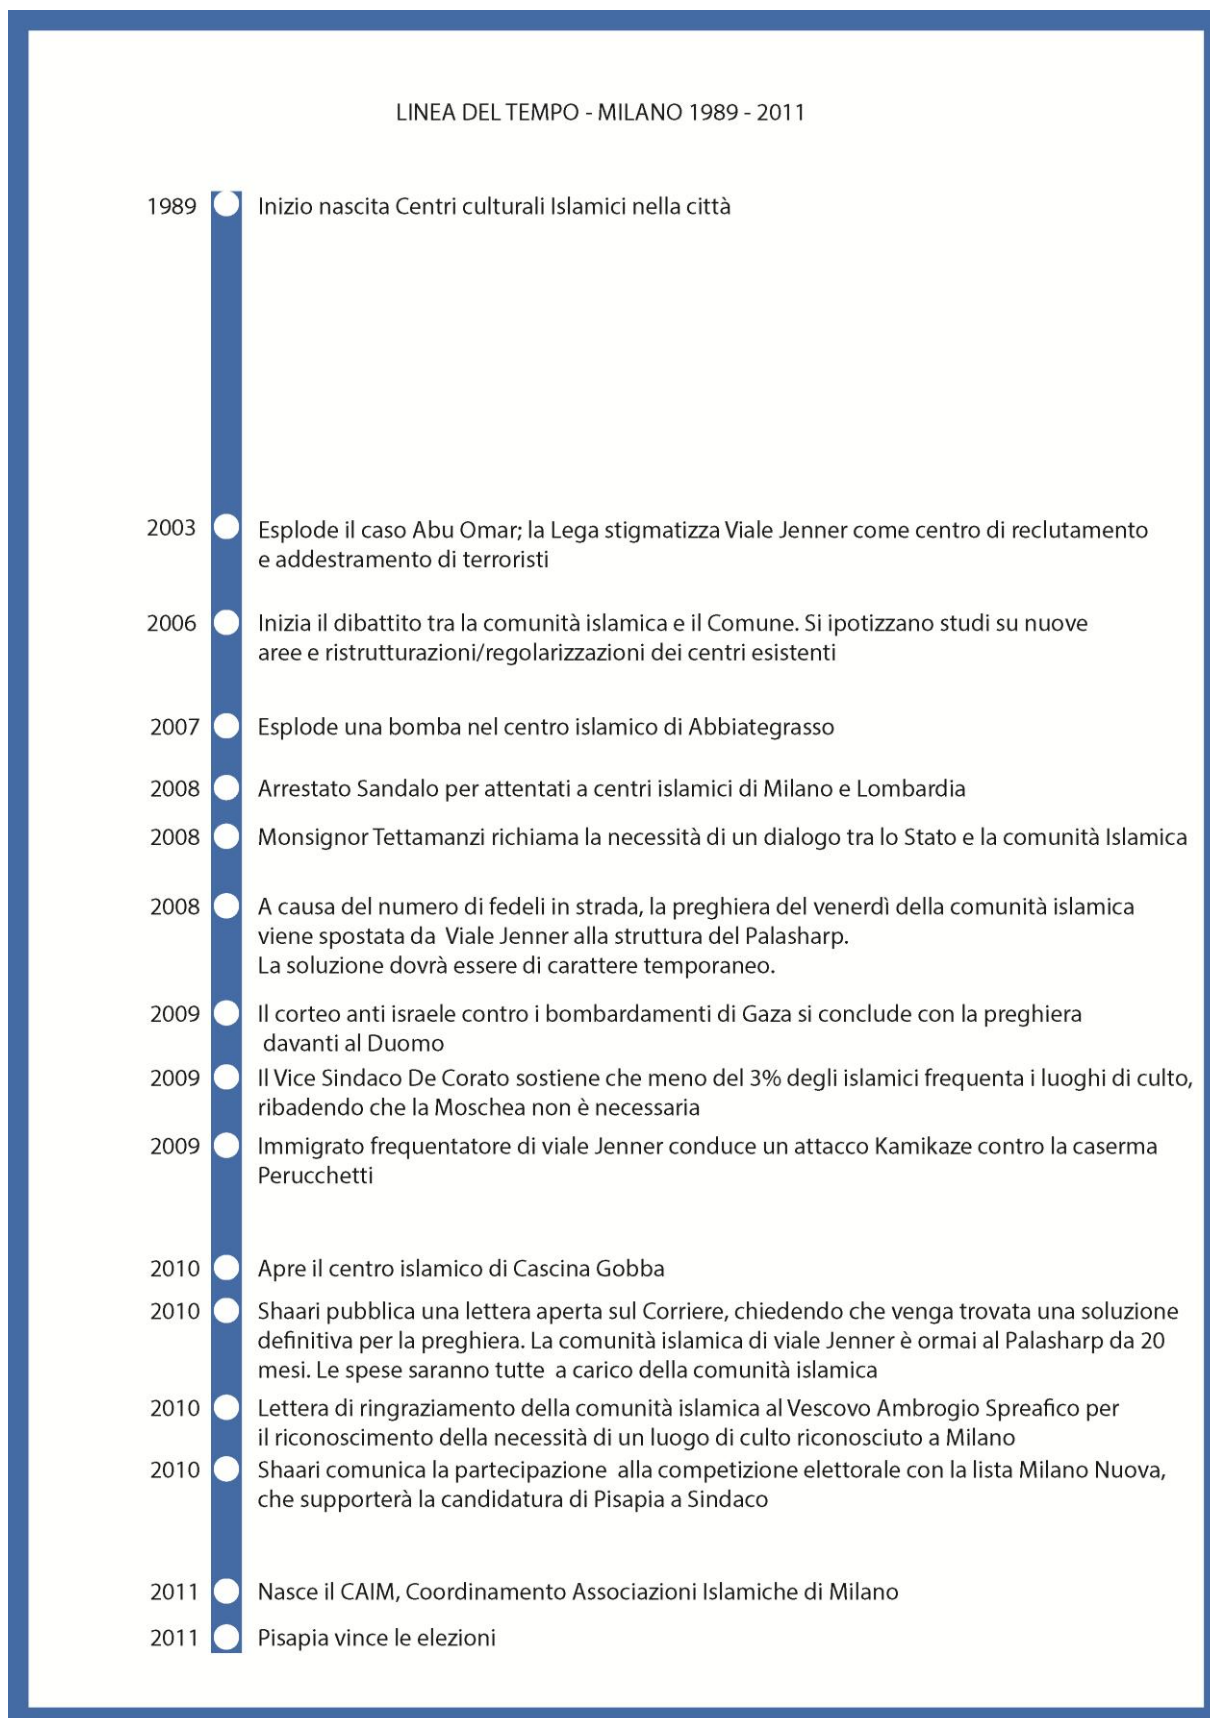 LINEA DEL TEMPO - MILANO 1989 - 2011
1989 Inizio nascita Centri culturali Islamici nella città
2003 Esplode il caso Abu Omar; la Lega stigmatizza Viale Jenner come centro di reclutamento
e addestramento di terroristi
2006 Inizia il dibattito tra la comunità islamica e il Comune. Si ipotizzano studi su nuove
aree e ristrutturazioni/regolarizzazioni dei centri esistenti
2007 Esplode una bomba nel centro islamico di Abbiategrasso
2008 Arrestato Sandalo per attentati a centri islamici di Milano e Lombardia
2008 Monsignor Tettamanzi richiama la necessità di un dialogo tra lo Stato e la comunità Islamica
2008 A causa del numero di fedeli in strada, la preghiera del venerdì della comunità islamica
viene spostata da Viale Jenner alla struttura del Palasharp.
La soluzione dovrà essere di carattere temporaneo.
2009 Il corteo anti israele contro i bombardamenti di Gaza si conclude con la preghiera
davanti al Duomo
2009 Il Vice Sindaco De Corato sostiene che meno del 3% degli islamici frequenta i luoghi di culto,
ribadendo che la Moschea non è necessaria
2009 Immigrato frequentatore di viale Jenner conduce un attacco Kamikaze contro la caserma
Perucchetti
2010 Apre il centro islamico di Cascina Gobba
2010 Shaari pubblica una lettera aperta sul Corriere, chiedendo che venga trovata una soluzione
definitiva per la preghiera. La comunità islamica di viale Jenner è ormai al Palasharp da 20
mesi. Le spese saranno tutte a carico della comunità islamica
2010 Lettera di ringraziamento della comunità islamica al Vescovo Ambrogio Spreafico per
il riconoscimento della necessità di un luogo di culto riconosciuto a Milano
2010 Shaari comunica la partecipazione alla competizione elettorale con la lista Milano Nuova,
che supporterà la candidatura di Pisapia a Sindaco
2011 Nasce il CAIM, Coordinamento Associazioni Islamiche di Milano
2011 Pisapia vince le elezioni